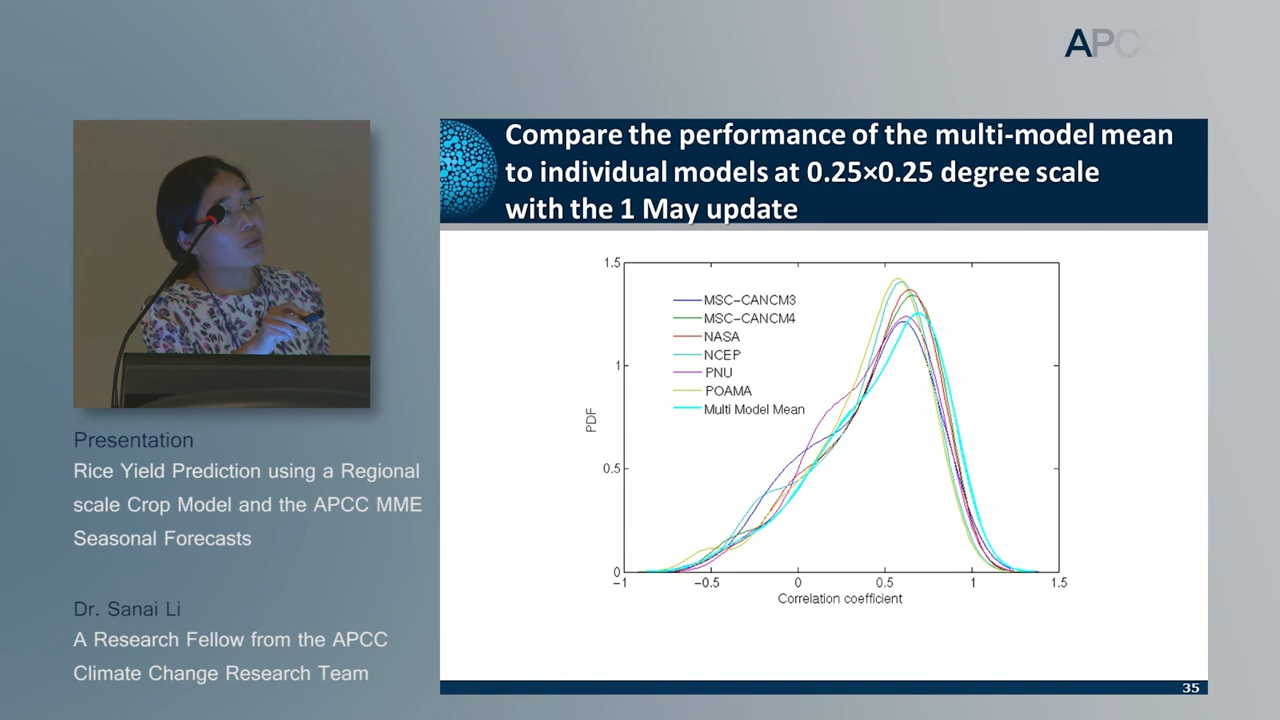 APCC
Compare the performance of the multi-model mean
to individual models at 0.25×0.25 degree scale
with the 1 May update
1.5
1
0.5
0
−1
−0.5
0
0.5
1
1.5
PDF
Correlation coefficient
MSC−CANCM3
MSC−CANCM4
NASA
NCEP
PNU
POAMA
Multi Model Mean
35
Presentation
Rice Yield Prediction using a Regional
scale Crop Model and the APCC MME
Seasonal Forecasts
Dr. Sanai Li
A Research Fellow from the APCC
Climate Change Research Team